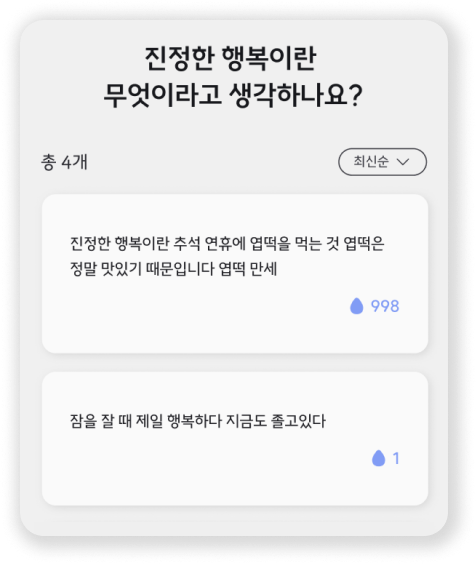 진정한 행복이란
무엇이라고 생각하나요?
총 4개
최신순
진정한 행복이란 추석 연휴에 엽떡을 먹는 것 엽떡은
정말 맛있기 때문입니다 엽떡 만세
998
잠을 잘 때 제일 행복하다 지금도 졸고있다
1